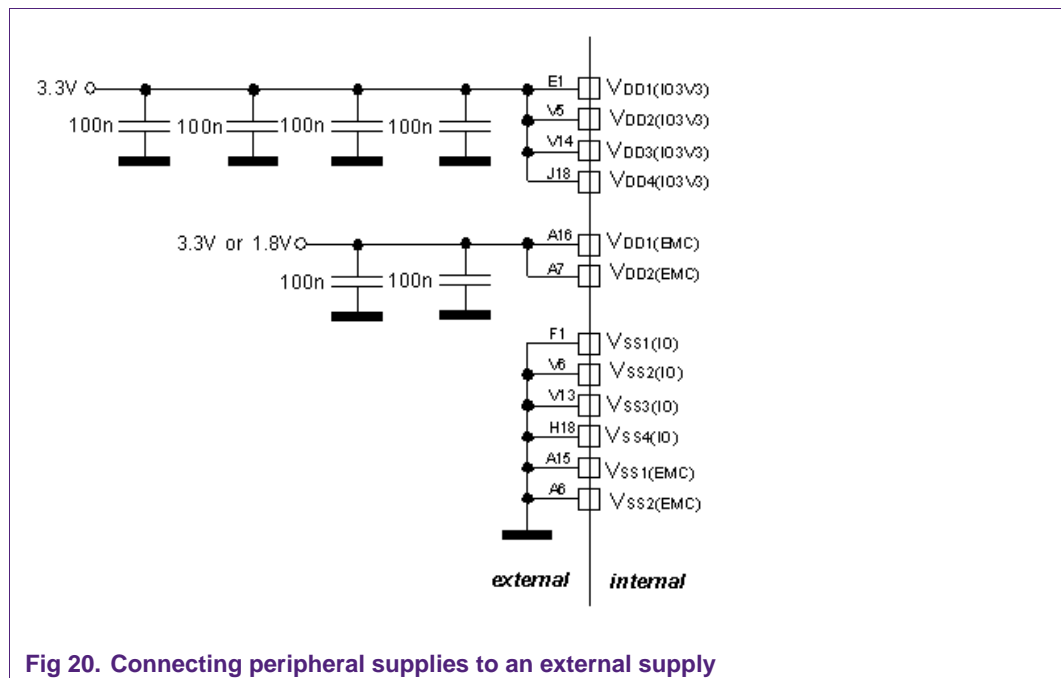 3.3V
100n 100n 100n 100n
E1 VDD1(IO3V3)
V5 VDD2(IO3V3)
V14 VDD3(IO3V3)
J18 VDD4(IO3V3)
3.3V or 1.8V
100n 100n
A16 VDD1(EMC)
A7 VDD2(EMC)
F1 VSS1(IO)
V6 VSS2(IO)
V13 VSS3(IO)
H18 VSS4(IO)
A15 VSS1(EMC)
A6 VSS2(EMC)
external internal
Fig 20. Connecting peripheral supplies to an external supply